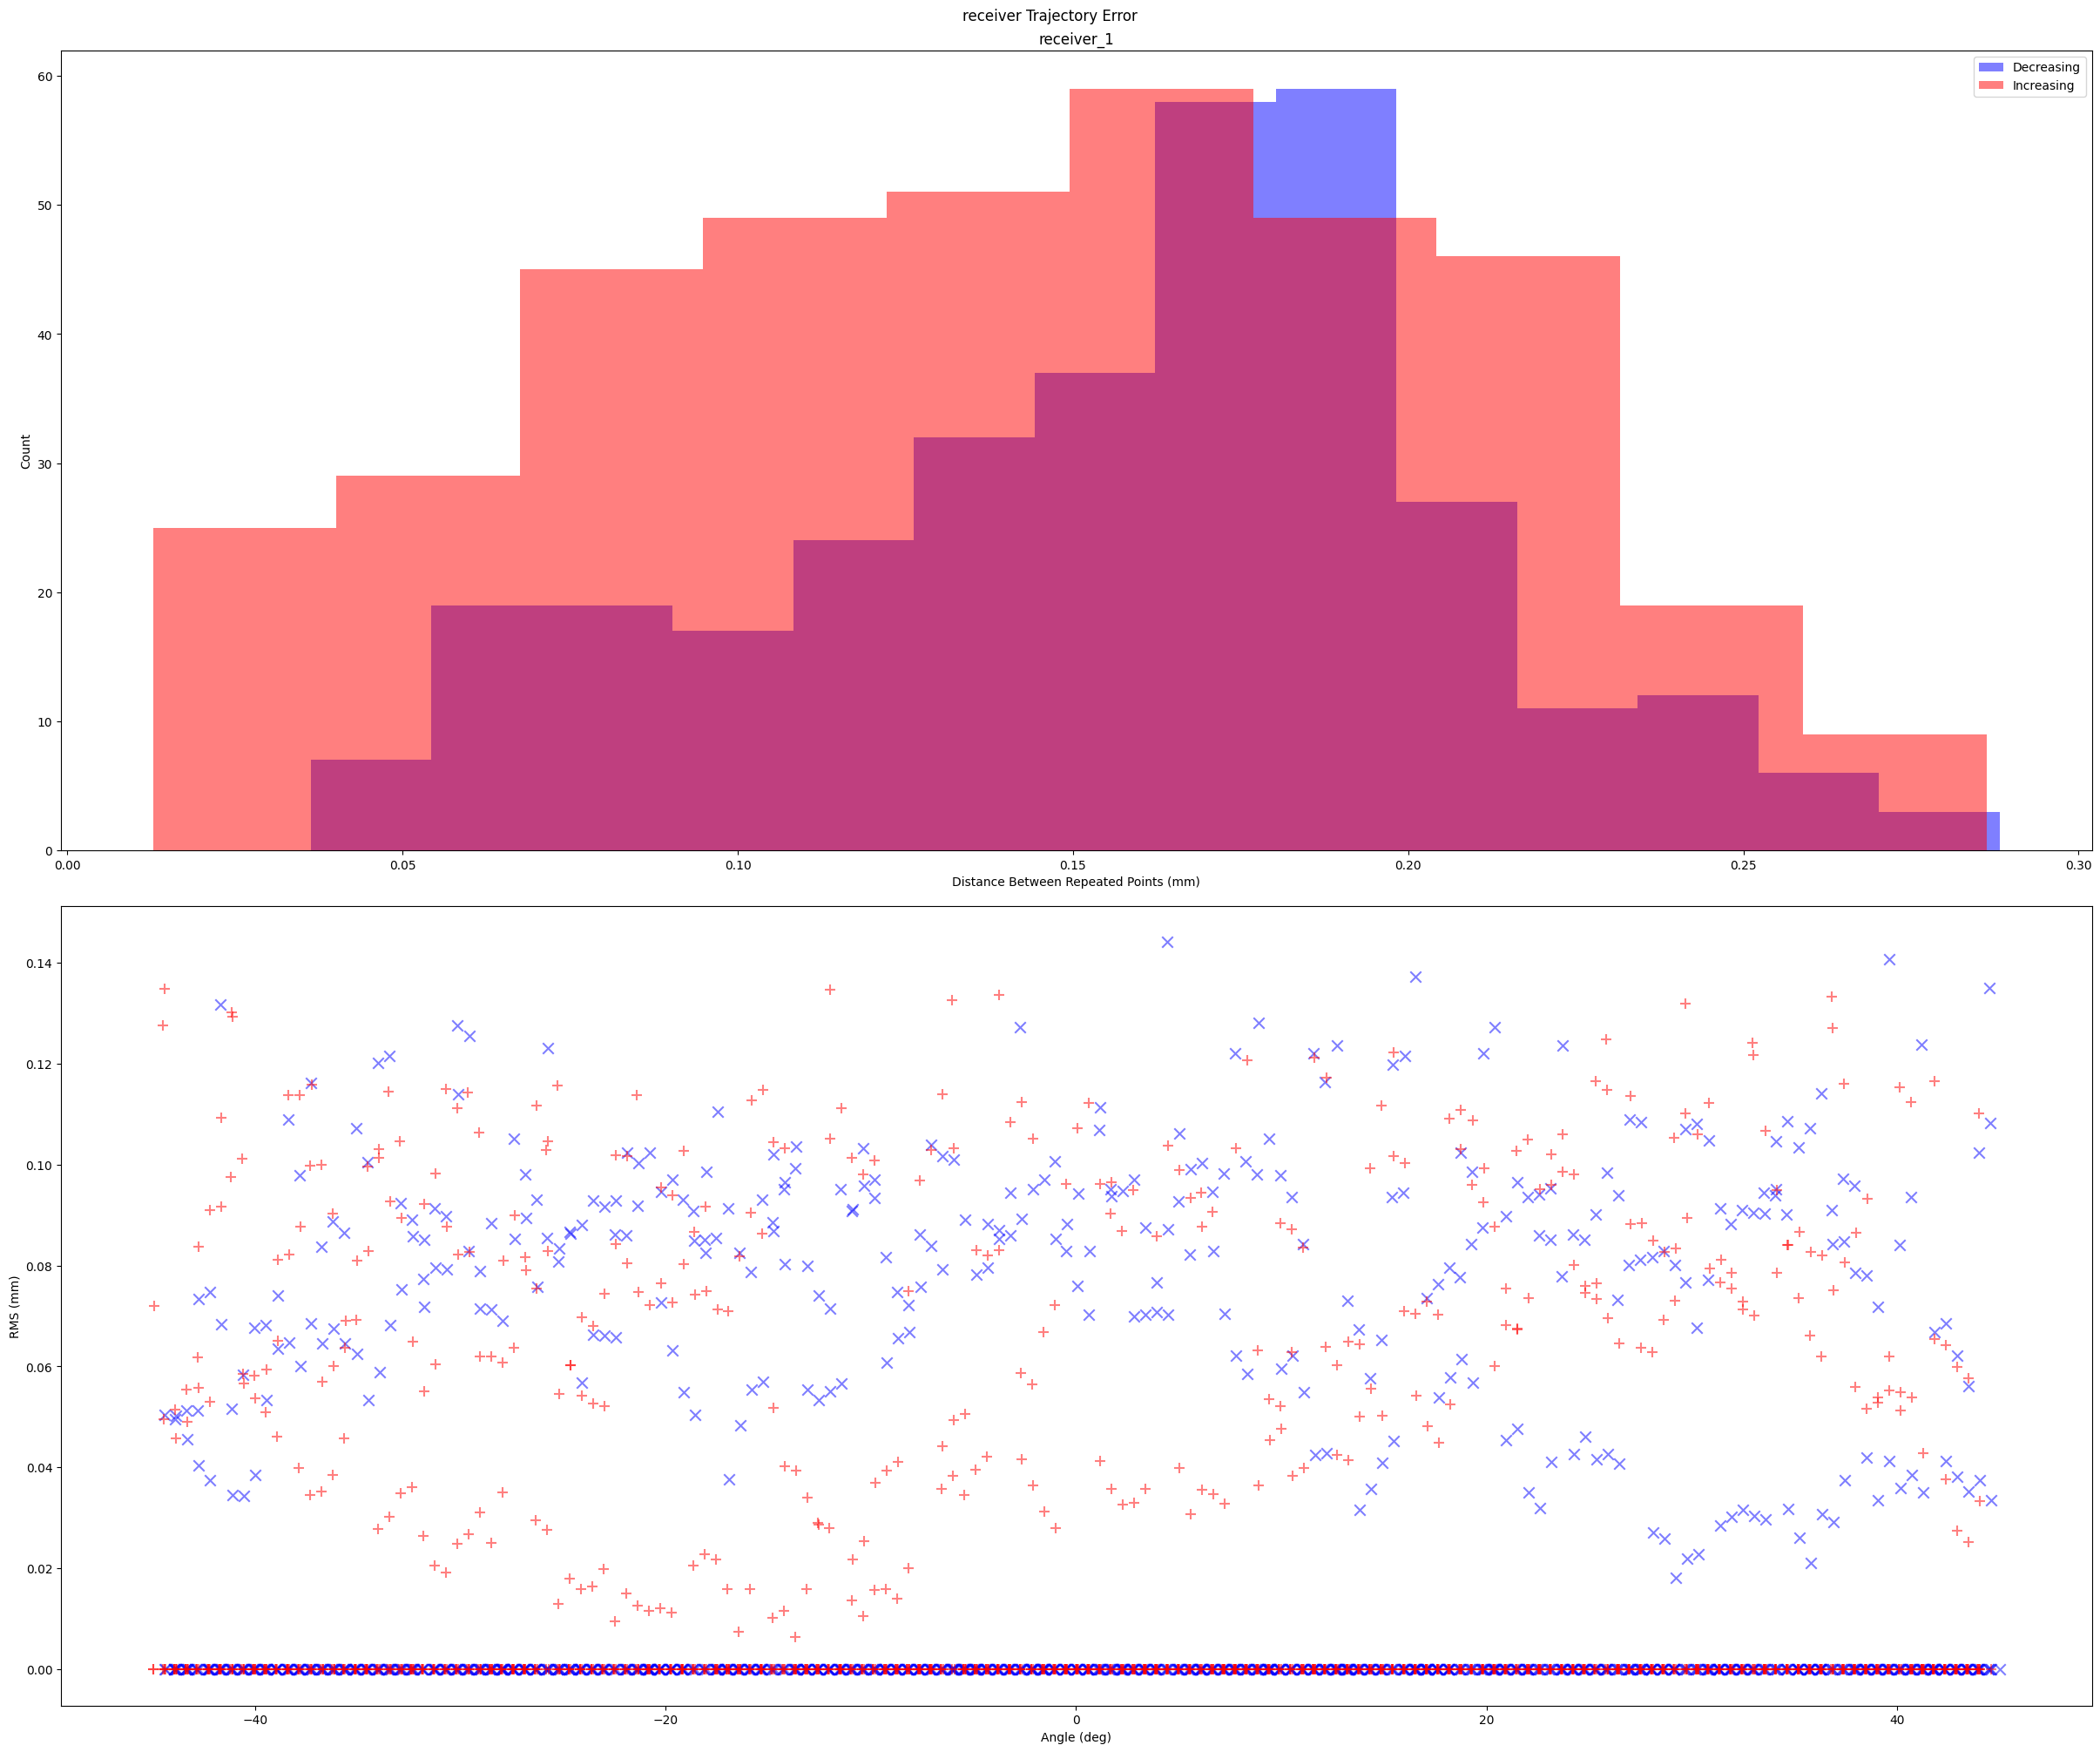 receiver Trajectory Error
receiver_1
Decreasing
Increasing
60
50
40
30
20
10
0
Count
0.00 0.05 0.10 0.15 0.20 0.25 0.30
Distance Between Repeated Points (mm)
0.14
0.12
0.10
0.08
0.06
0.04
0.02
0.00
RMS (mm)
−40 −20 0 20 40
Angle (deg)